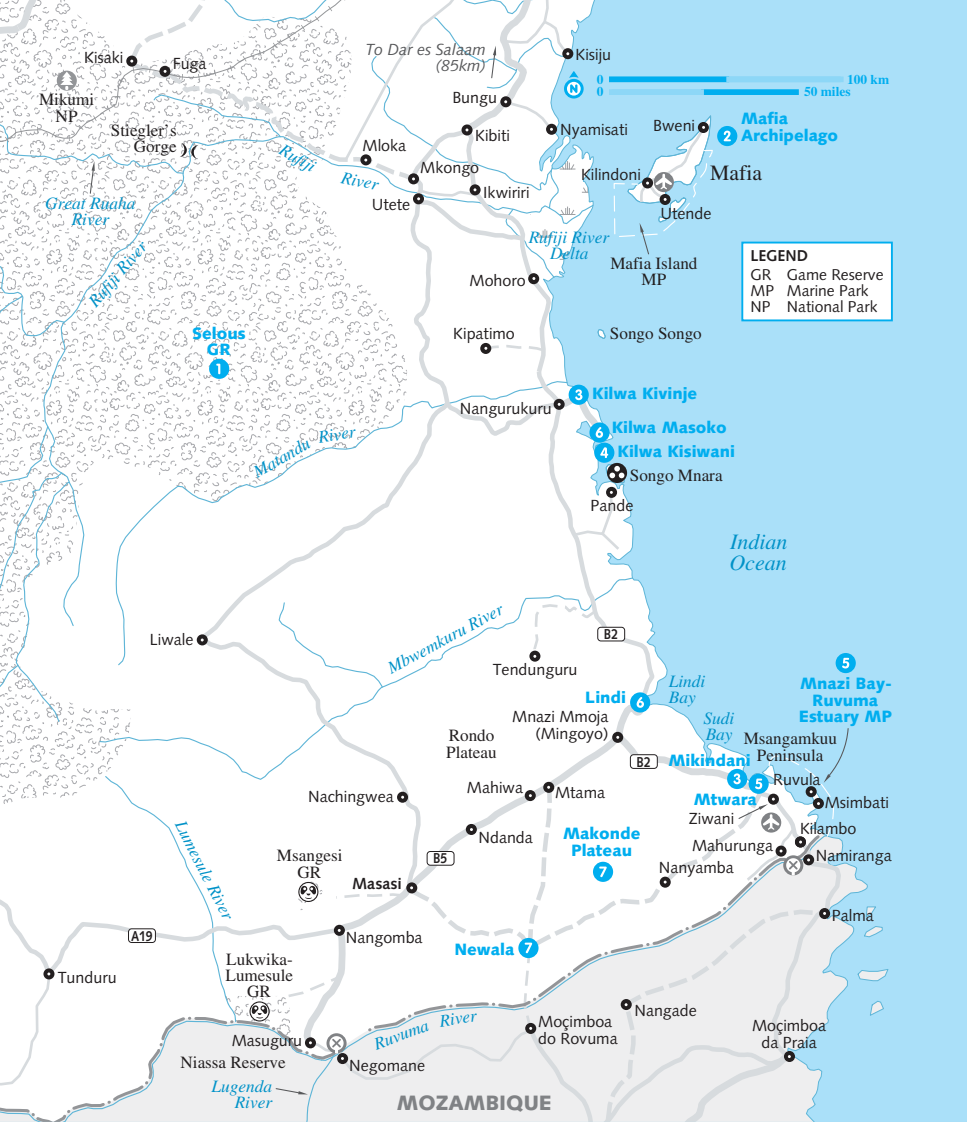 To Dar es Salaam
(85km)
Kisiju
Kisaki
Fuga
Mikumi
NP
N
0
100 km
0
50 miles
Bungu
Stiegler's
Gorge
Kibiti
Nyamisati
Bweni
2
Mafia
Archipelago
Mloka
Rufiji
River
Mkongo
Ikwiriri
Kilindoni
Mafia
Great Ruaha
River
Utete
Utende
Rufiji River
Delta
Mafia Island
MP
LEGEND
GR Game Reserve
MP Marine Park
NP National Park
Rufiji River
Mohoro
Selous
GR
1
Kipatimo
Songo Songo
3
Kilwa Kivinje
Nangurukuru
6
Kilwa Masoko
Matandu River
4
Kilwa Kisiwani
Songo Mnara
Pande
Indian
Ocean
Liwale
Mbwemkuru River
B2
Tendunguru
5
Mnazi Bay-
Ruvuma
Estuary MP
Lindi
6
Lindi
Bay
Mnazi Mmoja
(Mingoyo)
Sudi
Bay
Rondo
Plateau
Msangamkuu
Peninsula
B2
Mikindani
3
5
Ruvula
Nachingwea
Mahiwa
Mtama
Mtwara
Msimbati
Ziwani
Lumesule River
Ndanda
Makonde
Plateau
7
Kilambo
Mahurunga
Namiranga
B5
Msangesi
GR
Masasi
Nanyamba
Palma
A19
Nangomba
Newala
7
Tunduru
Lukwika-
Lumesule
GR
Nangade
Ruvuma River
Moçimboa
do Rovuma
Moçimboa
da Praia
Masuguru
Niassa Reserve
Negomane
Lugenda
River
MOZAMBIQUE